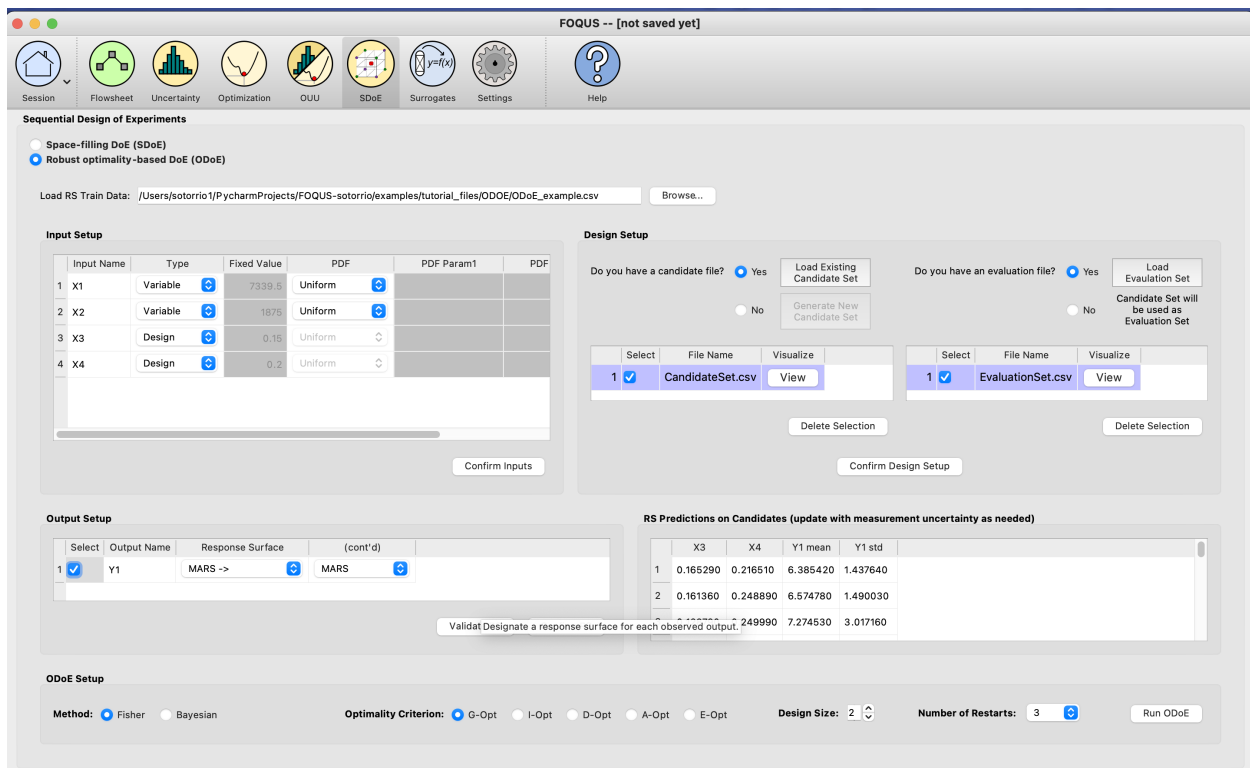 FOQUS -- [not saved yet]
Session Flowsheet Uncertainty Optimization OUU SDoE Surrogates Settings Help
y=f(x)
Sequential Design of Experiments
Space-filling DoE (SDoE)
Robust optimality-based DoE (ODoE)
Load RS Train Data: /Users/sotorrio1/PycharmProjects/FOQUS-sotorrio/examples/tutorial_files/ODOE/ODoE_example.csv Browse...
Input Setup
Input Name Type Fixed Value PDF PDF Param1 PDF
1 X1 Variable 7339.5 Uniform
2 X2 Variable 1875 Uniform
3 X3 Design 0.15 Uniform
4 X4 Design 0.2 Uniform
Confirm Inputs
Design Setup
Do you have a candidate file? Yes Load Existing
Candidate Set
No Generate New
Candidate Set
Do you have an evaluation file? Yes Load
Evaulation Set
No Candidate Set will
be used as
Evaluation Set
Select File Name Visualize
1 CandidateSet.csv View
Delete Selection
Select File Name Visualize
1 EvaluationSet.csv View
Delete Selection
Confirm Design Setup
Output Setup
Select Output Name Response Surface (cont'd)
1 Y1 MARS -> MARS
Validat
Designate a response surface for each observed output.
RS Predictions on Candidates (update with measurement uncertainty as needed)
X3 X4 Y1 mean Y1 std
1 0.165290 0.216510 6.385420 1.437640
2 0.161360 0.248890 6.574780 1.490030
249990 7.274530 3.017160
ODoE Setup
Method: Fisher Bayesian Optimality Criterion: G-Opt I-Opt D-Opt A-Opt E-Opt Design Size: 2 Number of Restarts: 3 Run ODoE